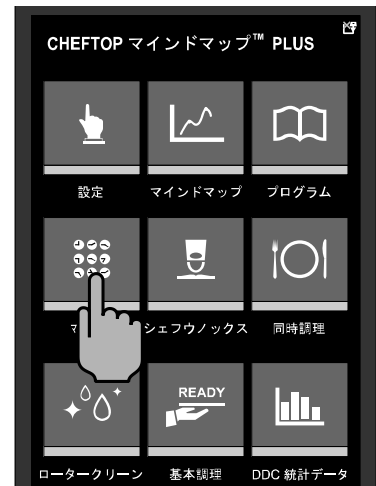 CHEFTOP マインドマップ™ PLUS
設定 マインドマップ プログラム
シェフウノックス 同時調理
READY
ロータークリーン 基本調理 DDC 統計データ